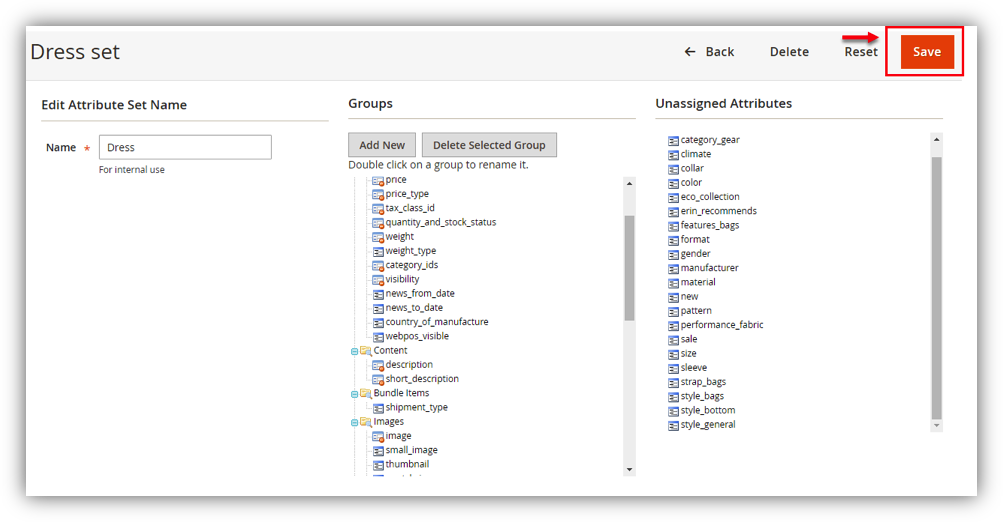 Dress set
← Back Delete Reset Save
Edit Attribute Set Name
Name *
Dress
For internal use
Groups
Add New Delete Selected Group
Double click on a group to rename it.
price
price_type
tax_class_id
quantity_and_stock_status
weight
weight_type
category_ids
visibility
news_from_date
news_to_date
country_of_manufacture
webpos_visible
Content
description
short_description
Bundle Items
shipment_type
Images
image
small_image
thumbnail
Unassigned Attributes
category_gear
climate
collar
color
eco_collection
erin_recommends
features_bags
format
gender
manufacturer
material
new
pattern
performance_fabric
sale
size
sleeve
strap_bags
style_bags
style_bottom
style_general